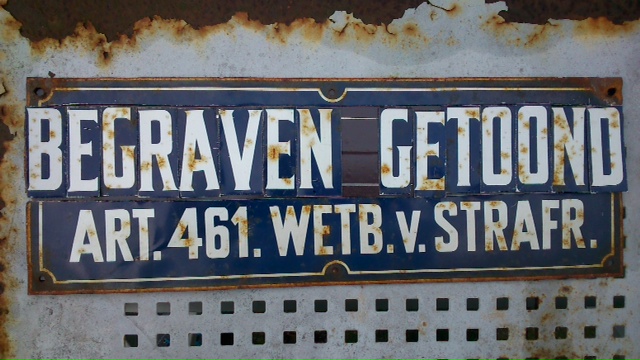 BEGRAVEN GETOOND
ART. 461. WETB. v. STRAFR.